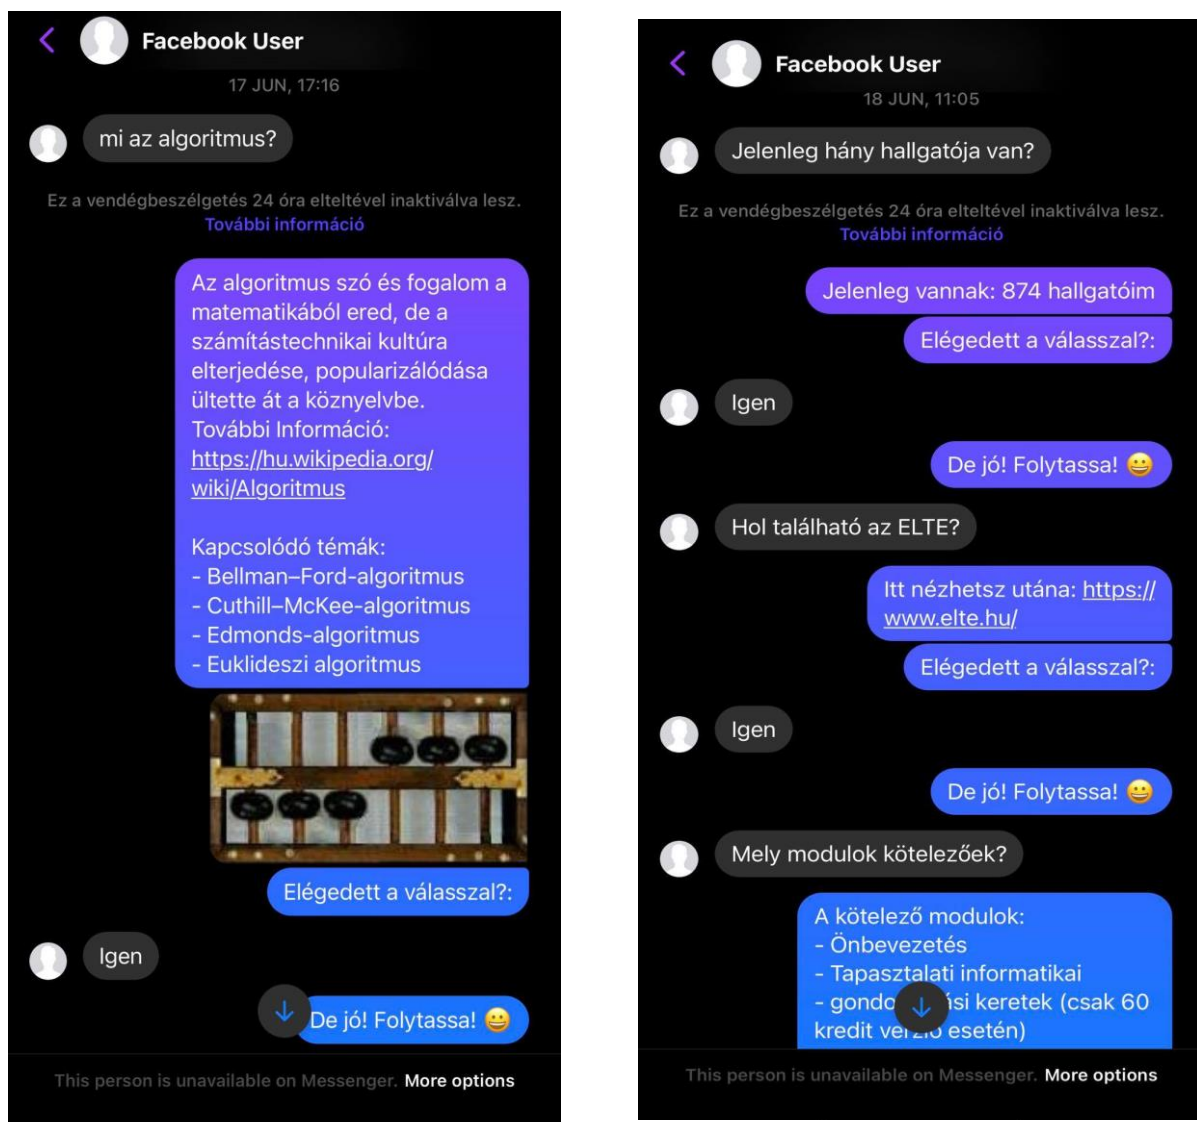 Facebook User
17 JUN, 17:16
mi az algoritmus?
Ez a vendégbeszélgetés 24 óra elteltével inaktiválva lesz.
További információ
Az algoritmus szó és fogalom a
matematikából ered, de a
számítástechnikai kultúra
elterjedése, popularizálódása
ültette át a köznyelvbe.
További Információ:
https://hu.wikipedia.org/
wiki/Algoritmus
Kapcsolódó témák:
- Bellman–Ford-algoritmus
- Cuthill–McKee-algoritmus
- Edmonds-algoritmus
- Euklideszi algoritmus
Elégedett a válasszal?:
Igen
De jó! Folytassa! 😀
This person is unavailable on Messenger. More options
Facebook User
18 JUN, 11:05
Jelenleg hány hallgatója van?
Ez a vendégbeszélgetés 24 óra elteltével inaktiválva lesz.
További információ
Jelenleg vannak: 874 hallgatóim
Elégedett a válasszal?:
Igen
De jó! Folytassa! 😀
Hol található az ELTE?
Itt nézhetsz utána: https://
www.elte.hu/
Elégedett a válasszal?:
Igen
De jó! Folytassa! 😀
Mely modulok kötelezőek?
A kötelező modulok:
- Önbevezetés
- Tapasztalati informatikai
- keretek (csak 60
kredit verzió esetén)
This person is unavailable on Messenger. More options